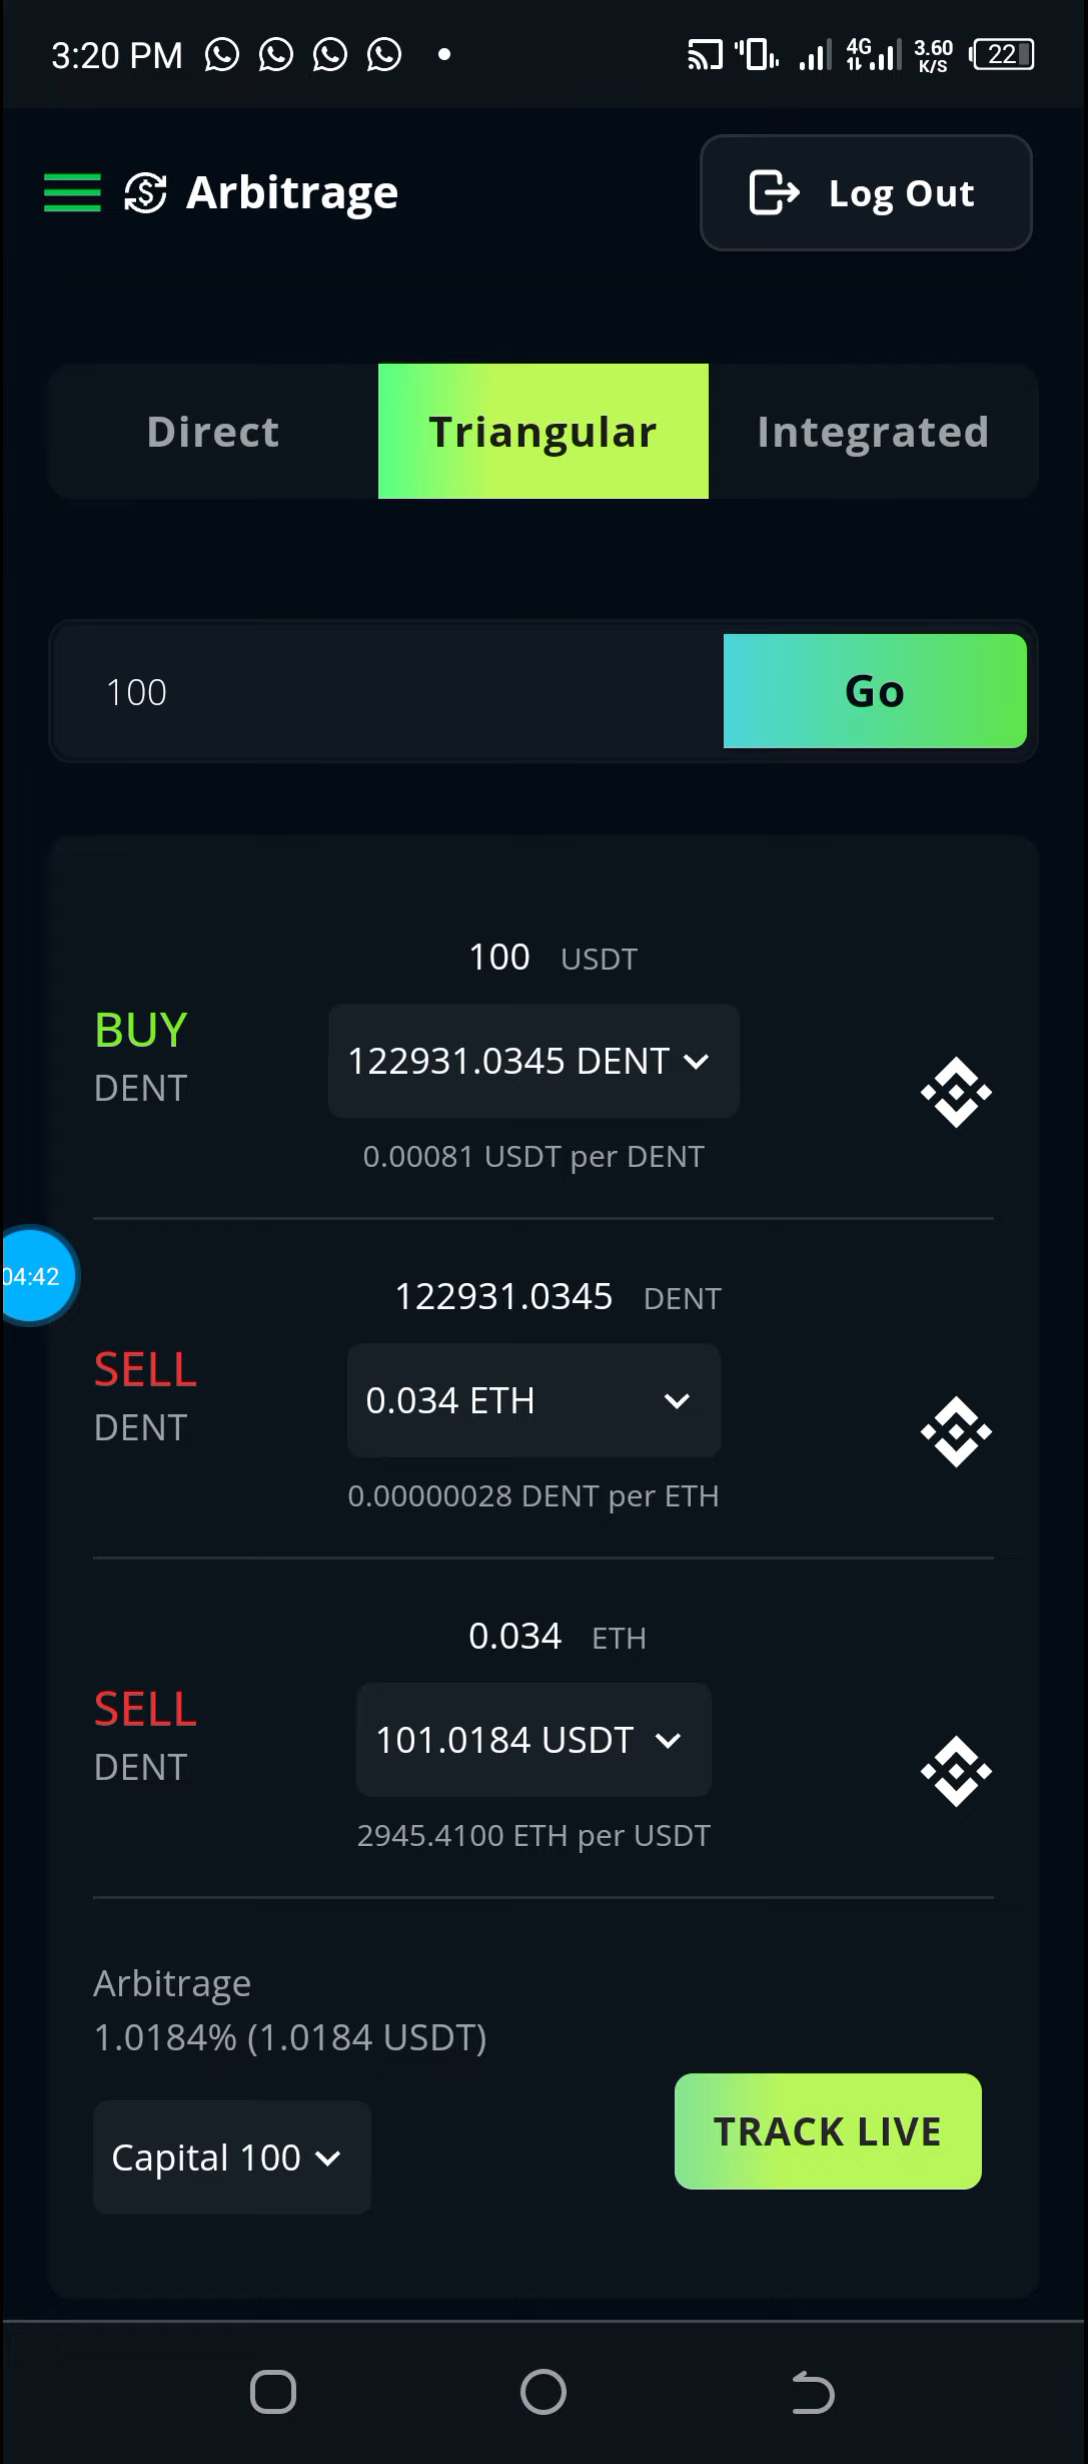 3:20 PM 4G 3.60 K/S 22
Arbitrage Log Out
Direct Triangular Integrated
100 Go
100 USDT
BUY
DENT
122931.0345 DENT
0.00081 USDT per DENT
04:42
122931.0345 DENT
SELL
DENT
0.034 ETH
0.00000028 DENT per ETH
0.034 ETH
SELL
DENT
101.0184 USDT
2945.4100 ETH per USDT
Arbitrage
1.0184% (1.0184 USDT)
Capital 100
TRACK LIVE